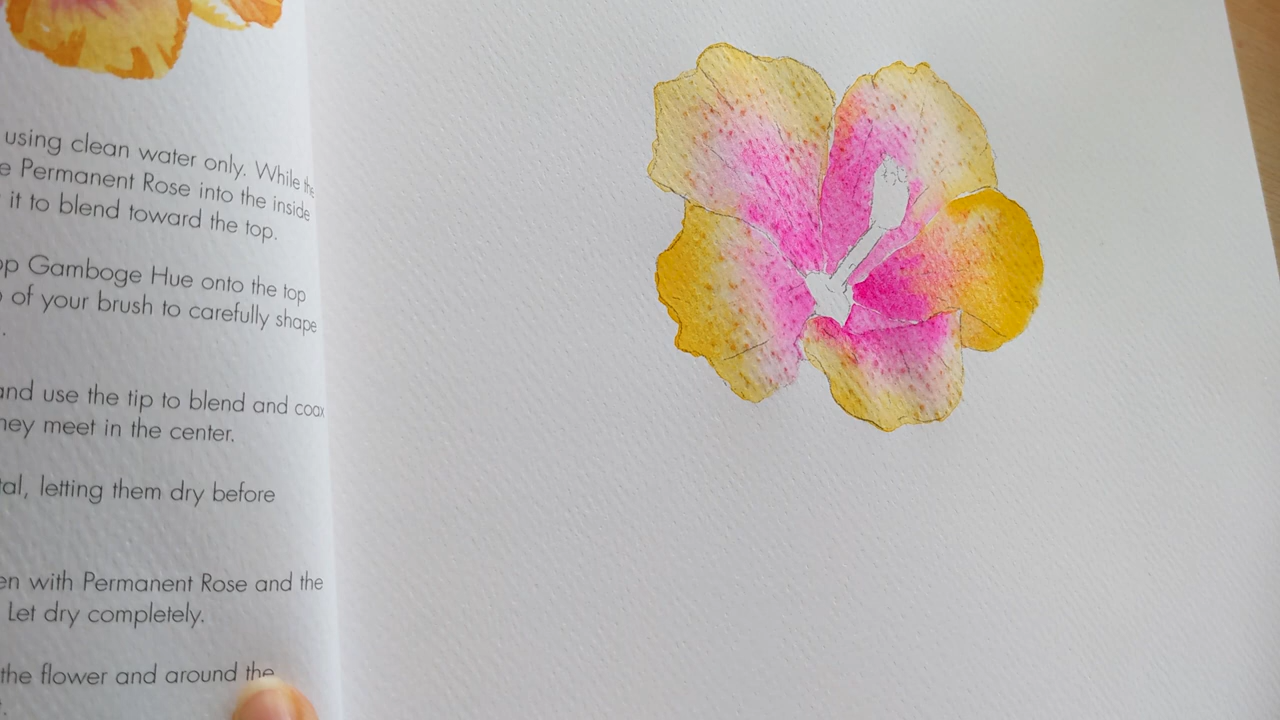 using clean water only. While the
Permanent Rose into the inside
it to blend toward the top.
Gamboge Hue onto the top
of your brush to carefully shape
.
and use the tip to blend and coax
they meet in the center.
letting them dry before
with Permanent Rose and the
Let dry completely.
the flower and around the